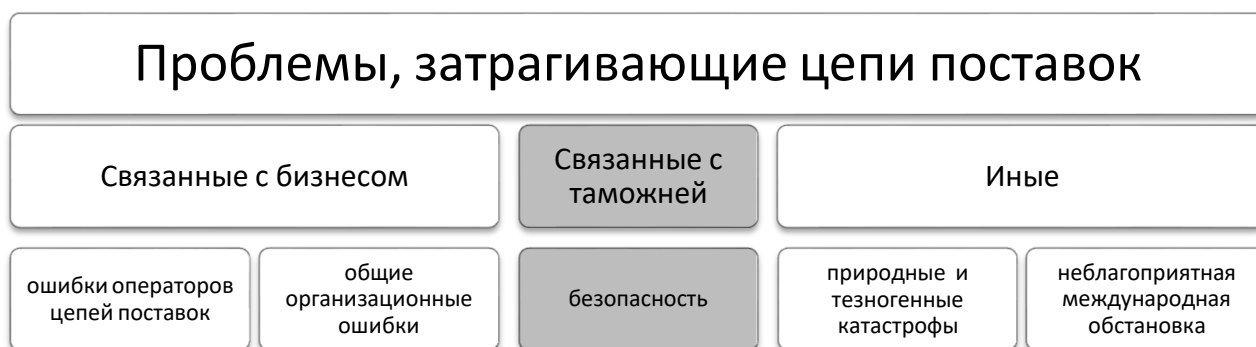 Проблемы, затрагивающие цепи поставок
Связанные с бизнесом
Связанные с
таможней
Иные
ошибки операторов
цепей поставок
общие
организационные
ошибки
безопасность
природные и
тезногенные
катастрофы
неблагоприятная
международная
обстановка